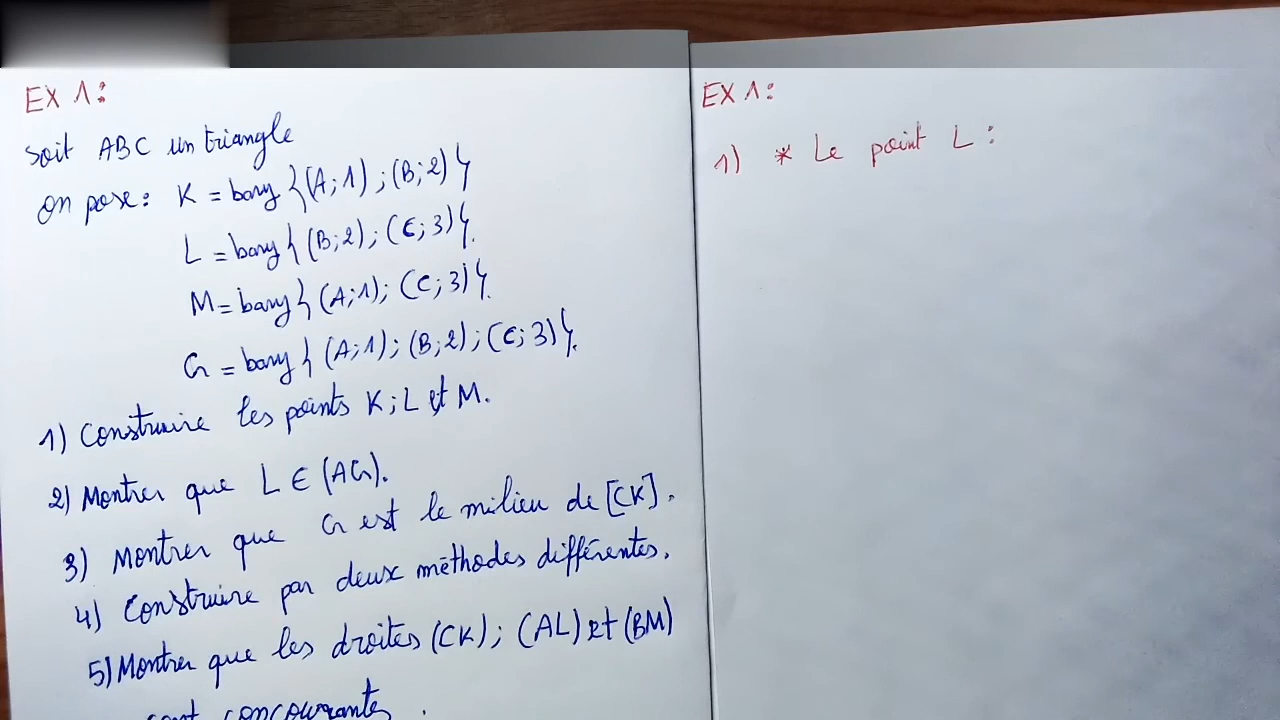 EX 1:
Soit ABC un triangle
On pose: K = bary {(A;1) ; (B;2)}
L = bary {(B;2) ; (C;3)}.
M = bary {(A;1) ; (C;3)}.
G = bary {(A;1) ; (B;2) ; (C;3)}.
1) Construire les points K ; L et M.
2) Montrer que L ∈ (AG).
3) Montrer que G est le milieu de [CK].
4) Construire par deux méthodes différentes.
5) Montrer que les droites (CK) ; (AL) et (BM)
sont concourantes.
EX 1:
1) * Le point L :